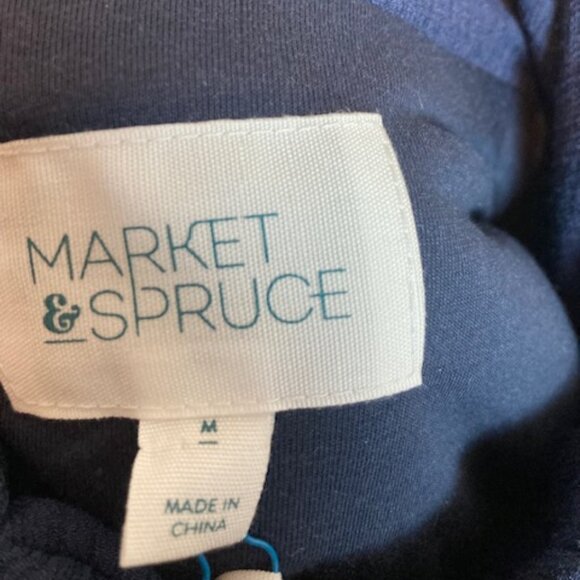 MARKET
& SPRUCE
M
MADE IN
CHINA